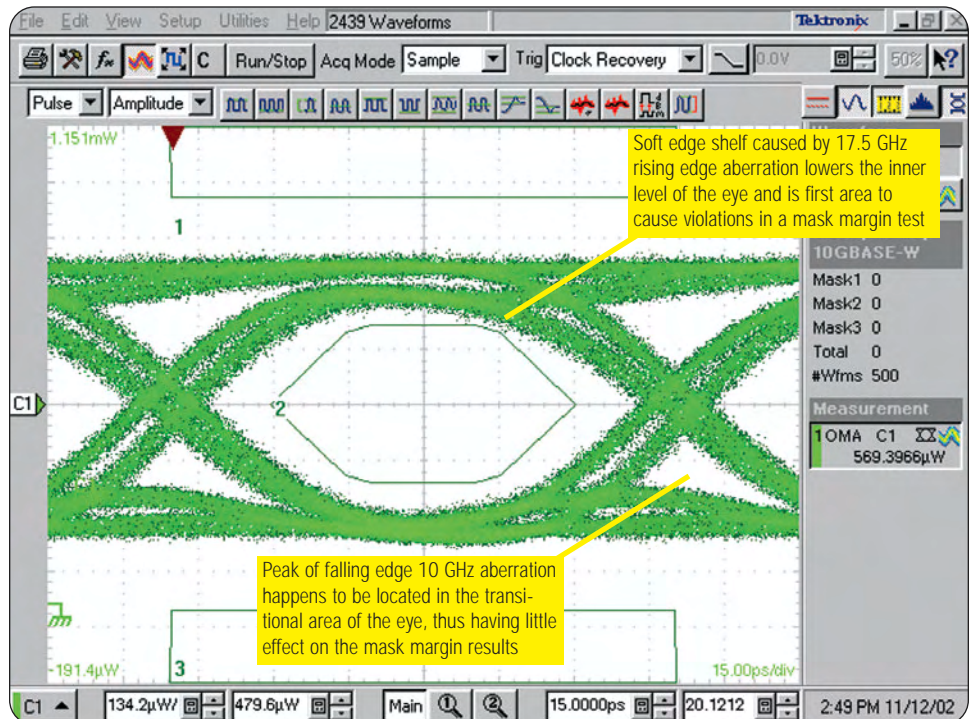 File Edit View Setup Utilities Help 2439 Waveforms Tektronix
C Run/Stop Acq Mode Sample Trig Clock Recovery 0.0V 50%
Pulse Amplitude
1.151mW
Soft edge shelf caused by 17.5 GHz
rising edge aberration lowers the inner
level of the eye and is first area to
cause violations in a mask margin test
1
10GBASE-W
Mask1 0
Mask2 0
Mask3 0
Total 0
#Wfms 500
C1
2
Measurement
1 OMA C1
569.3966µW
Peak of falling edge 10 GHz aberration
happens to be located in the transi-
tional area of the eye, thus having little
effect on the mask margin results
-191.4µW
3
15.00ps/div
C1 134.2µW/ 479.6µW Main 1 2 15.0000ps 20.1212 2:49 PM 11/12/02